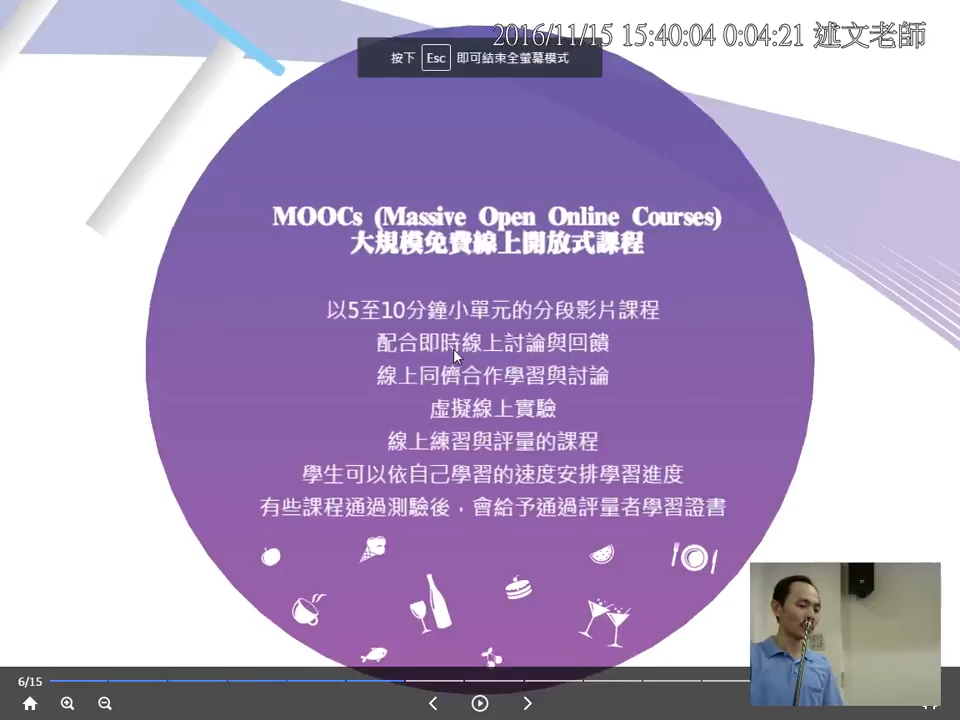 2016/11/15 15:40:04 0:04:21 述文老師
按下 Esc 即可結束全螢幕模式
MOOCs (Massive Open Online Courses)
大規模免費線上開放式課程
以5至10分鐘小單元的分段影片課程
配合即時線上討論與回饋
線上同儕合作學習與討論
虛擬線上實驗
線上練習與評量的課程
學生可以依自己學習的速度安排學習進度
有些課程通過測驗後，會給予通過評量者學習證書
6/15